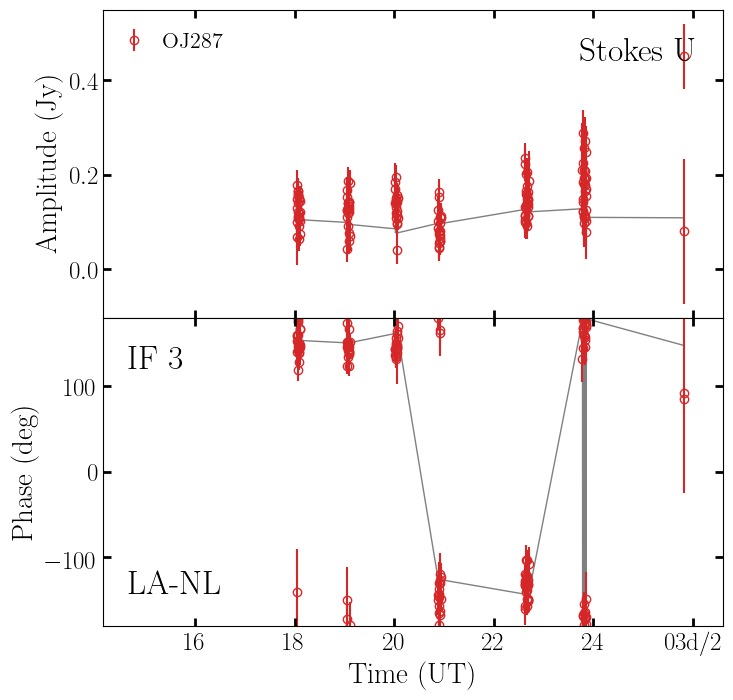 OJ287
Stokes U
Amplitude (Jy)
0.4
0.2
0.0
IF 3
Phase (deg)
100
0
−100
LA-NL
16 18 20 22 24 03d/2
Time (UT)